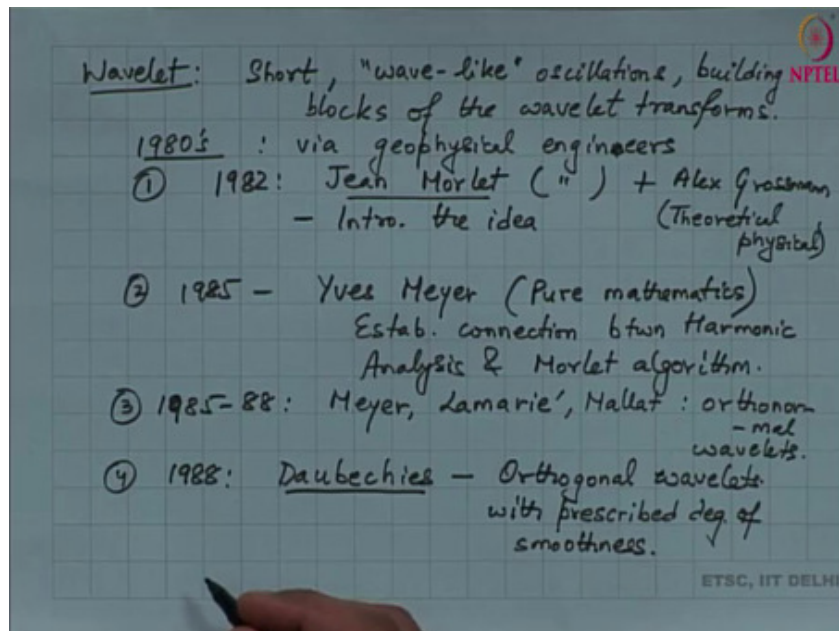 Wavelet: Short, "wave-like" oscillations, building
NPTEL
blocks of the wavelet transforms.
1980's : via geophysical engineers
① 1982: Jean Morlet (") + Alex Grossmann
- Intro. the idea (Theoretical
physical)
② 1985 - Yves Meyer (Pure mathematics)
Estab. connection btwn Harmonic
Analysis & Morlet algorithm.
③ 1985-88: Meyer, Lamarié, Mallat : orthonor-
-mal
wavelets.
④ 1988: Daubechies - Orthogonal wavelets
with prescribed deg. of
smoothness.
ETSC, IIT DELHI